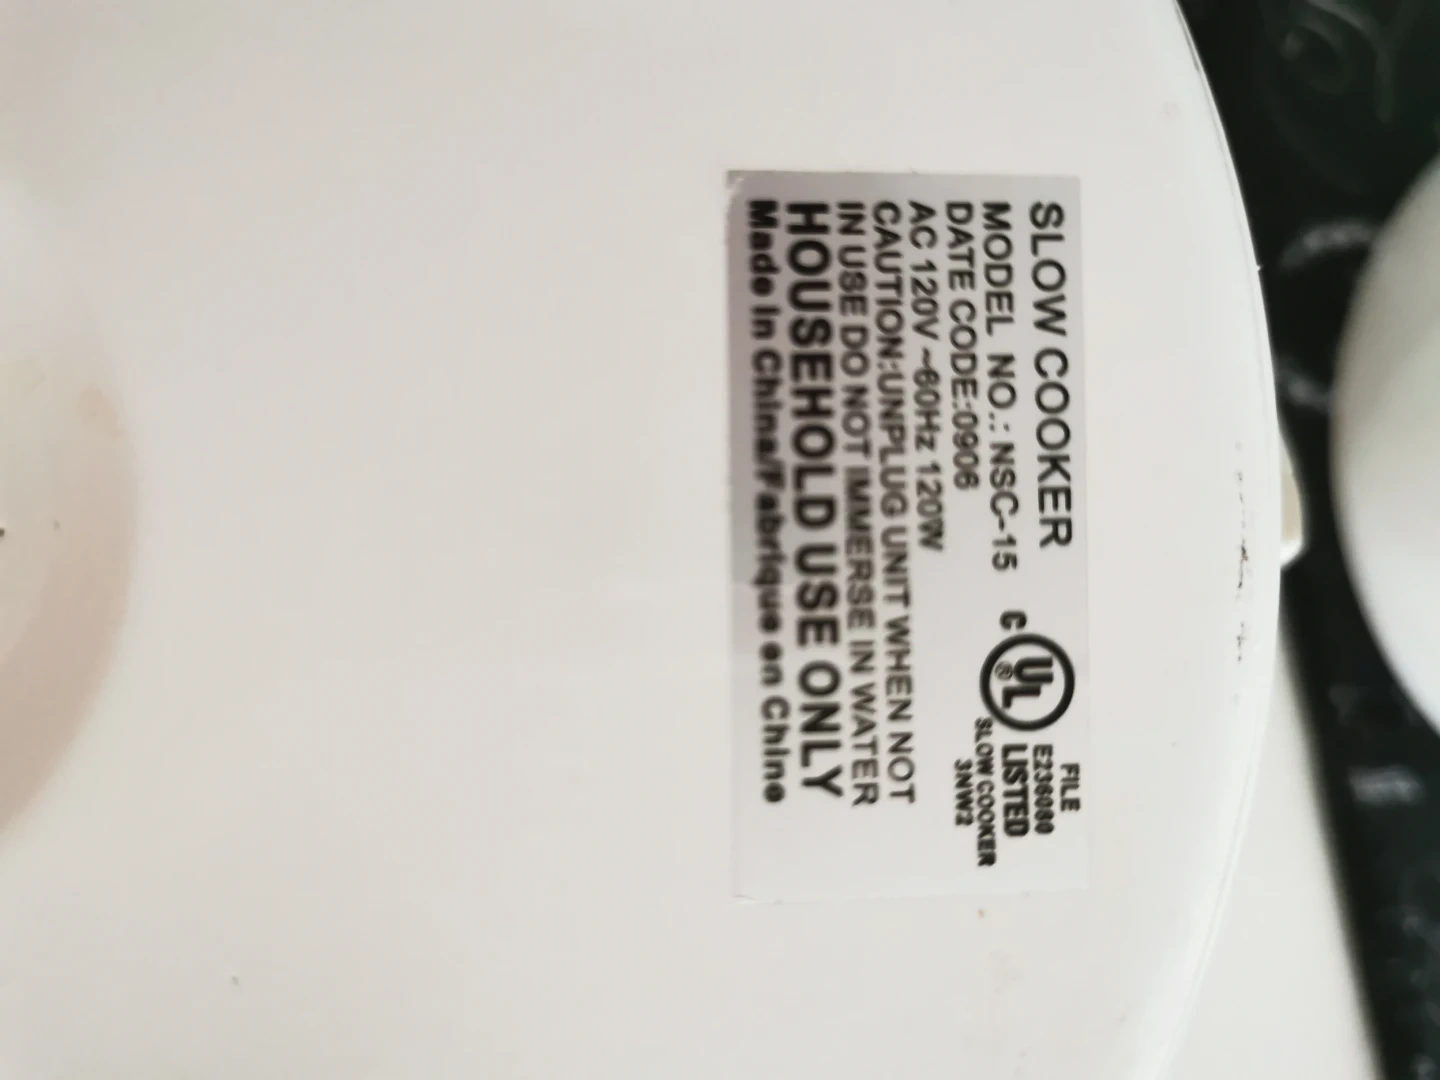 SLOW COOKER
MODEL NO.: NSC-15
DATE CODE:0906
AC 120V ~60Hz 120W
CAUTION:UNPLUG UNIT WHEN NOT
IN USE DO NOT IMMERSE IN WATER
HOUSEHOLD USE ONLY
Made In China/Fabrique en Chine
C UL ®
FILE
E236080
LISTED
SLOW COOKER
3NW2